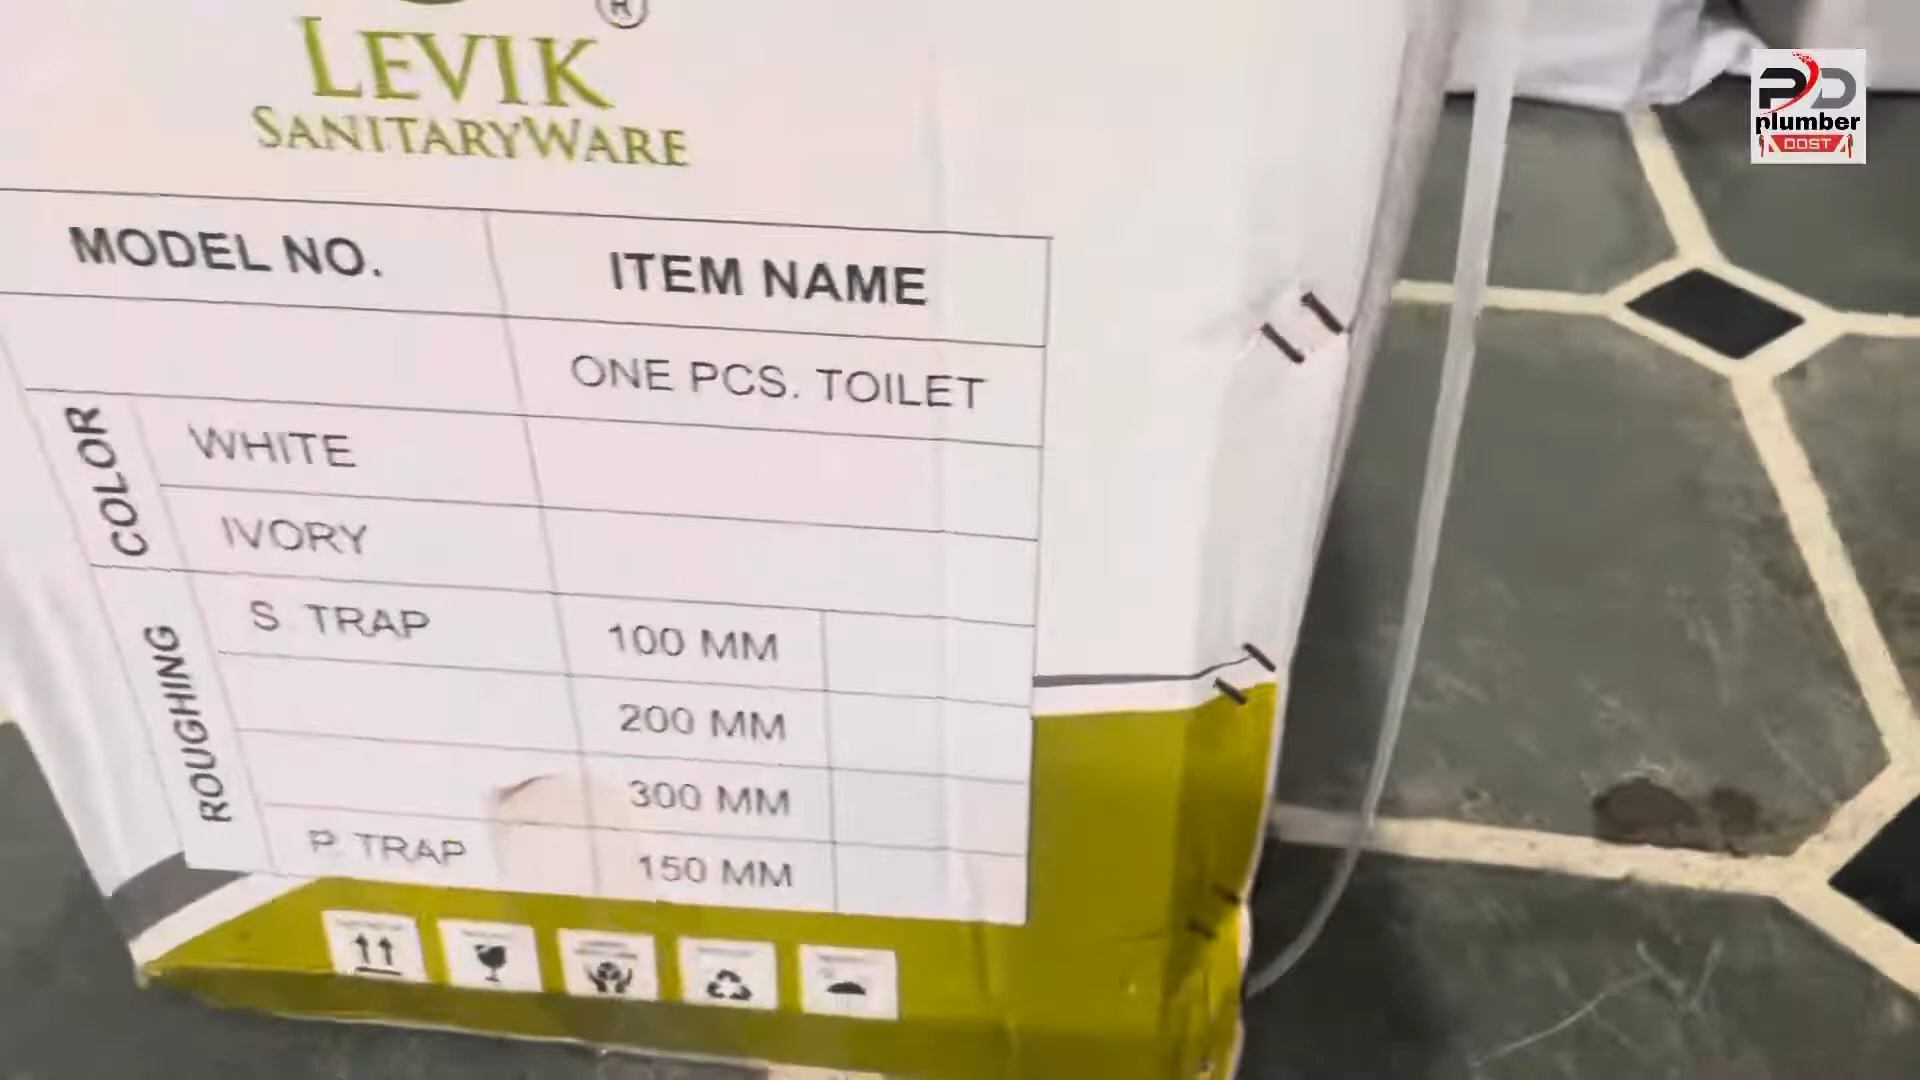 ®
LEVIK
SANITARYWARE
MODEL NO. ITEM NAME
ONE PCS. TOILET
COLOR
WHITE
IVORY
ROUGHING
S TRAP 100 MM
200 MM
300 MM
P TRAP 150 MM
PD
plumber
DOST